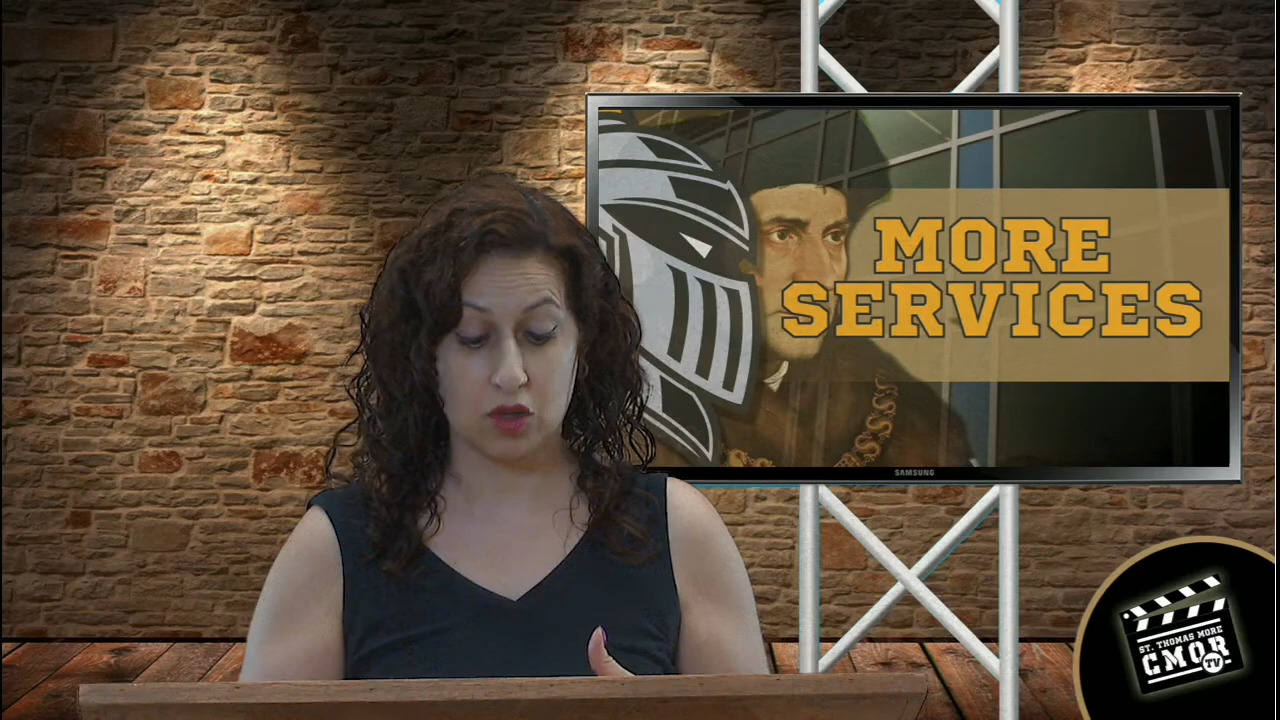 MORE
SERVICES
SAMSUNG
ST. THOMAS MORE
CMOR
TV